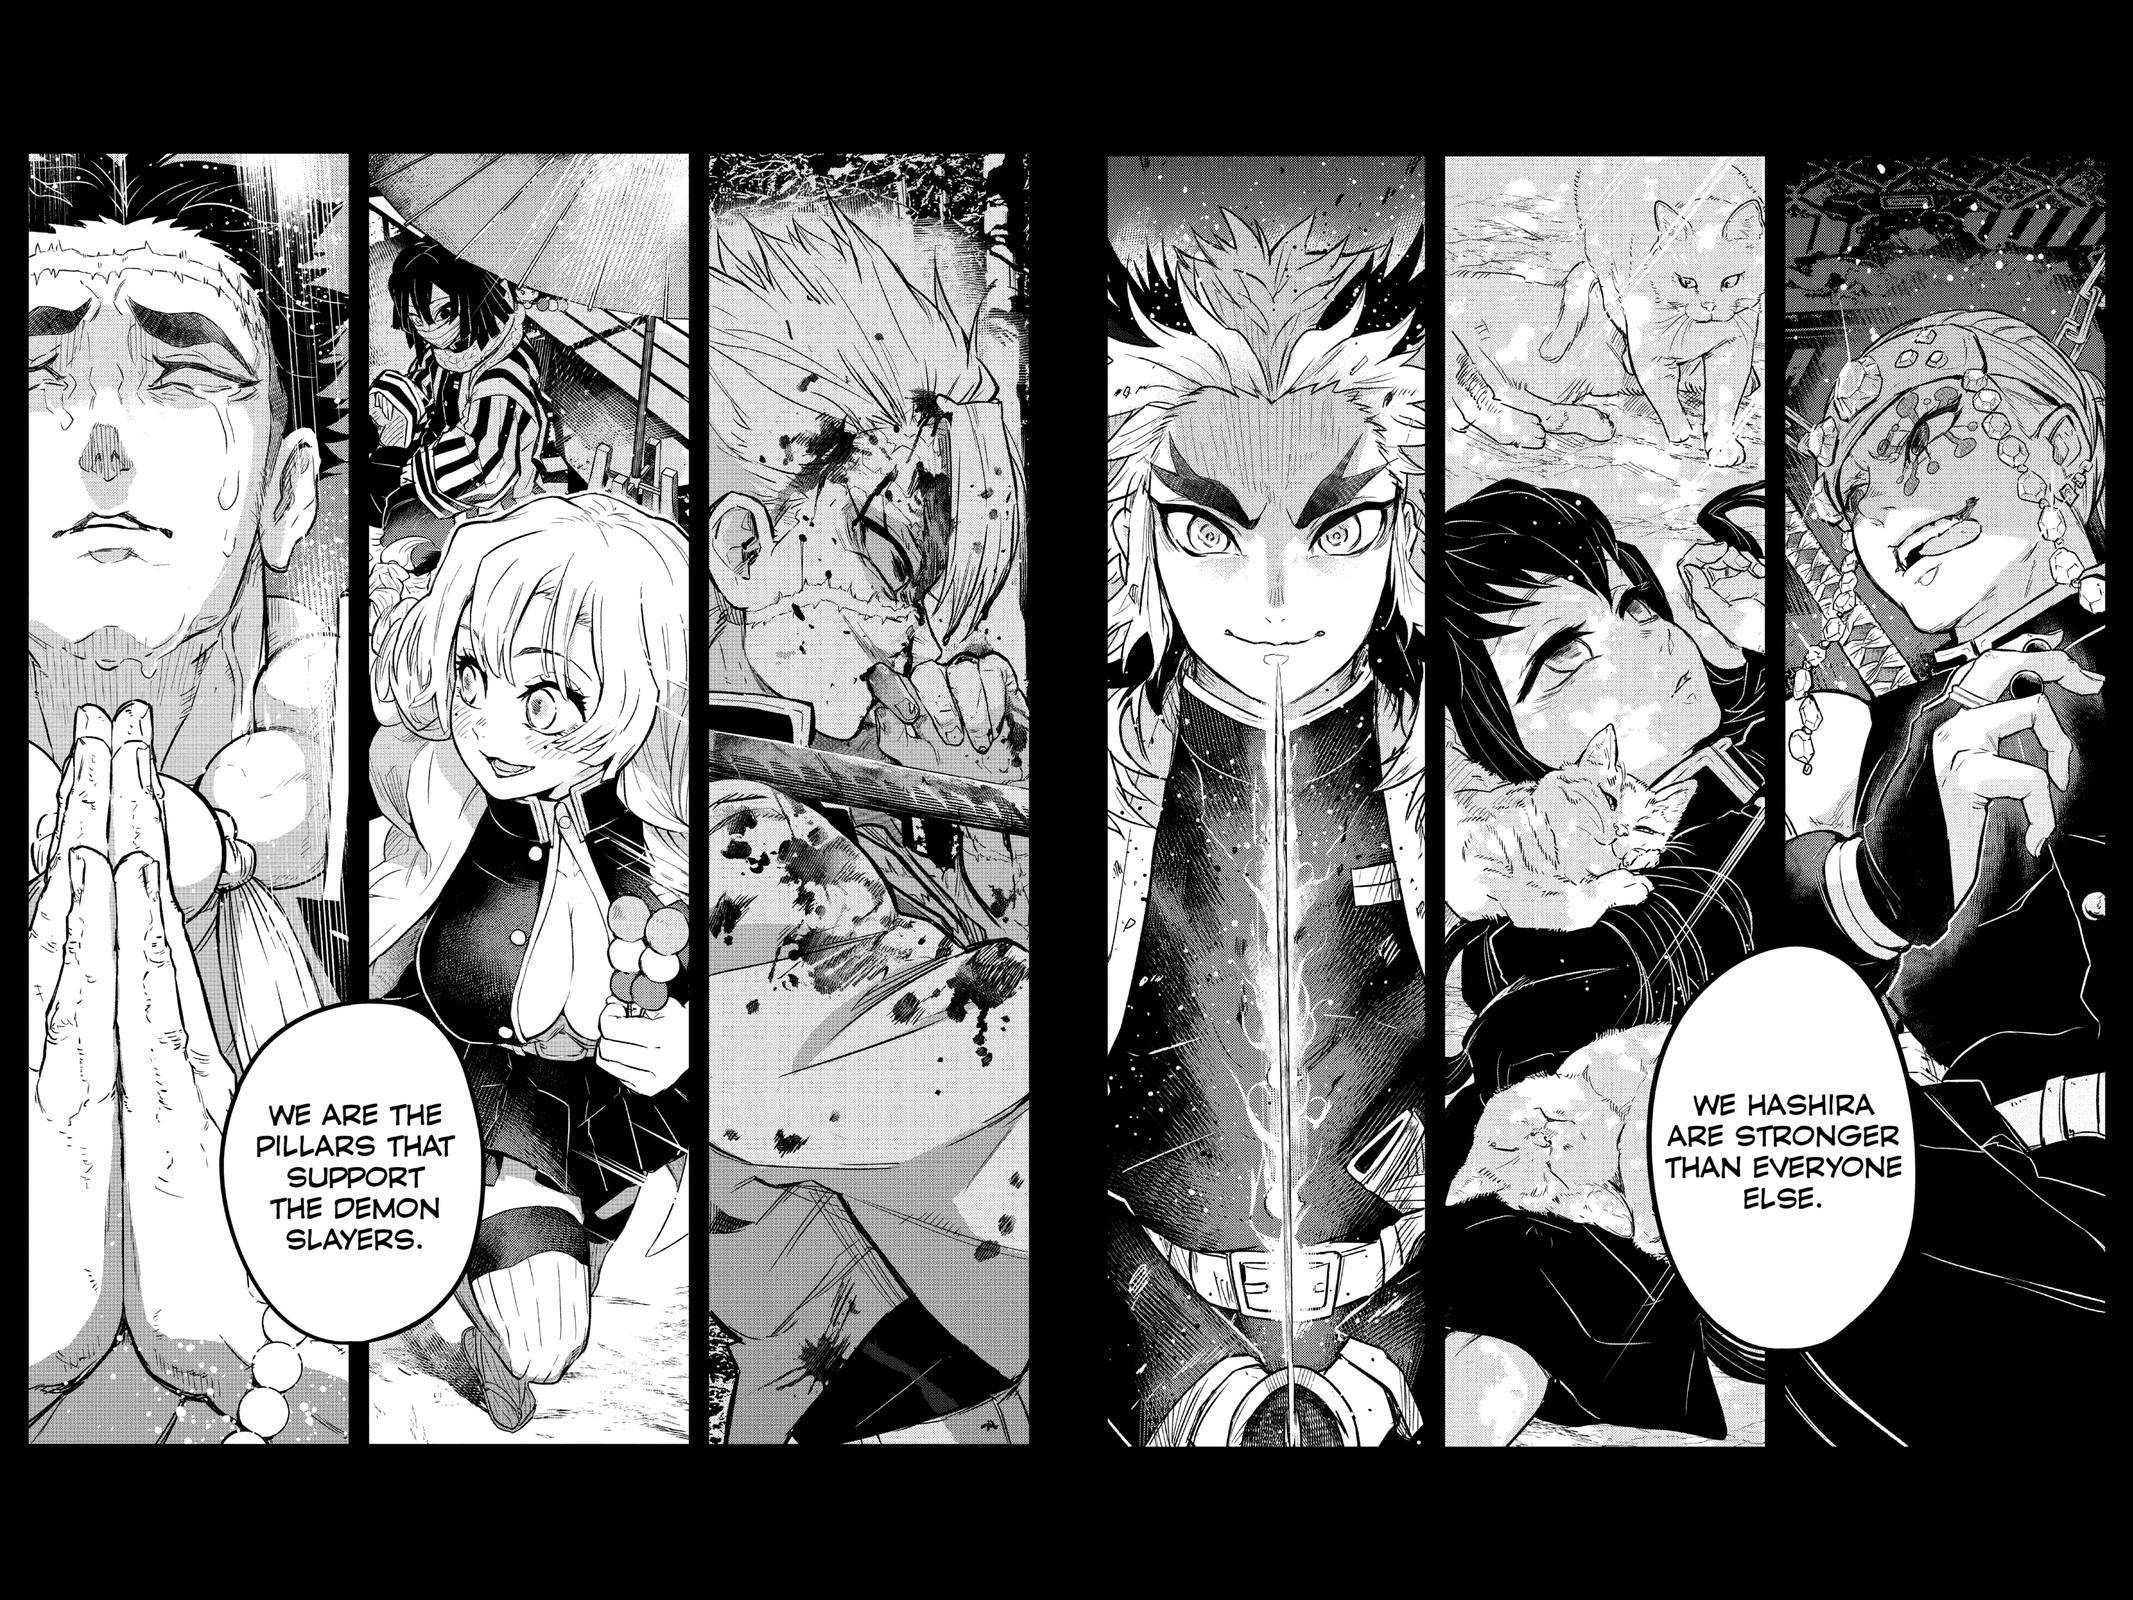 WE HASHIRA
ARE STRONGER
THAN EVERYONE
ELSE.
WE ARE THE
PILLARS THAT
SUPPORT
THE DEMON
SLAYERS.